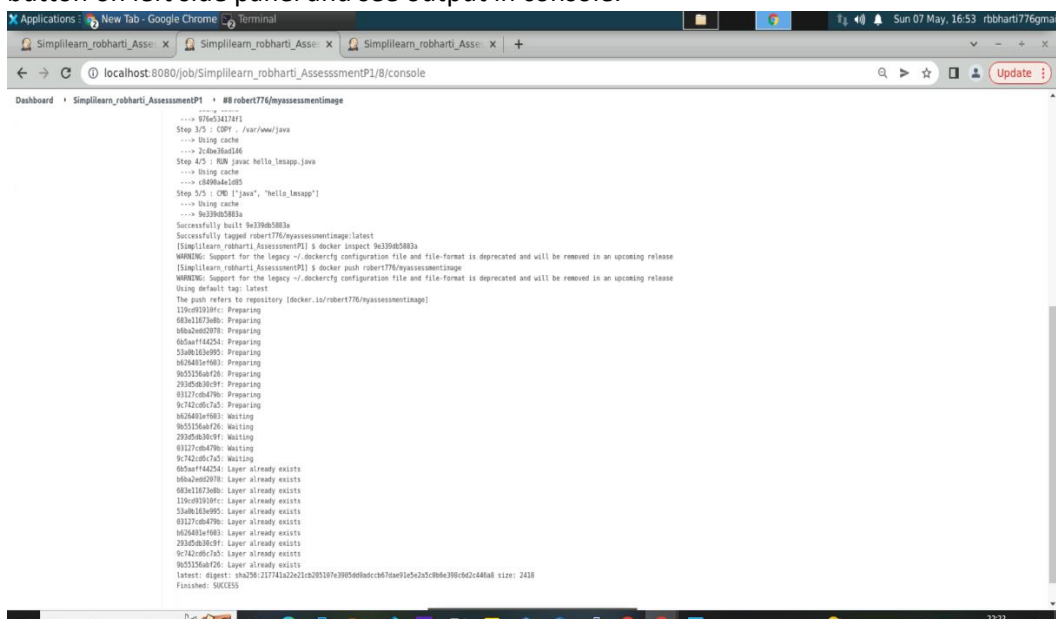 button on left side panel and see output in console.
Applications New Tab - Google Chrome Terminal Sun 07 May, 16:53 rbbharti776gmai
Simplilearn_robharti_Asse Simplilearn_robharti_Asse Simplilearn_robharti_Asse
localhost:8080/job/Simplilearn_robharti_AssesssmentP1/8/console Update
Dashboard Simplilearn_robharti_AssesssmentP1 #8 robert776/myassessmentimage
---> 976e534174f1
Step 3/5 : COPY . /var/www/java
---> Using cache
---> 2c4be36ad146
Step 4/5 : RUN javac hello_lmsapp.java
---> Using cache
---> c8490a4e1d85
Step 5/5 : CMD ["java", "hello_lmsapp"]
---> Using cache
---> 9e339db5883a
Successfully built 9e339db5883a
Successfully tagged robert776/myassessmentimage:latest
[Simplilearn_robharti_AssesssmentP1] $ docker inspect 9e339db5883a
WARNING: Support for the legacy ~/.dockercfg configuration file and file-format is deprecated and will be removed in an upcoming release
[Simplilearn_robharti_AssesssmentP1] $ docker push robert776/myassessmentimage
WARNING: Support for the legacy ~/.dockercfg configuration file and file-format is deprecated and will be removed in an upcoming release
Using default tag: latest
The push refers to repository [docker.io/robert776/myassessmentimage]
119cd91910fc: Preparing
683e11673e8b: Preparing
b6ba2edd2078: Preparing
6b5aaff44254: Preparing
53a0b163e995: Preparing
b626401ef603: Preparing
9b55156abf26: Preparing
293d5db30c9f: Preparing
03127cdb479b: Preparing
9c742cd6c7a5: Preparing
b626401ef603: Waiting
9b55156abf26: Waiting
293d5db30c9f: Waiting
03127cdb479b: Waiting
9c742cd6c7a5: Waiting
6b5aaff44254: Layer already exists
b6ba2edd2078: Layer already exists
683e11673e8b: Layer already exists
119cd91910fc: Layer already exists
53a0b163e995: Layer already exists
03127cdb479b: Layer already exists
b626401ef603: Layer already exists
293d5db30c9f: Layer already exists
9c742cd6c7a5: Layer already exists
9b55156abf26: Layer already exists
latest: digest: size: 2418
Finished: SUCCESS